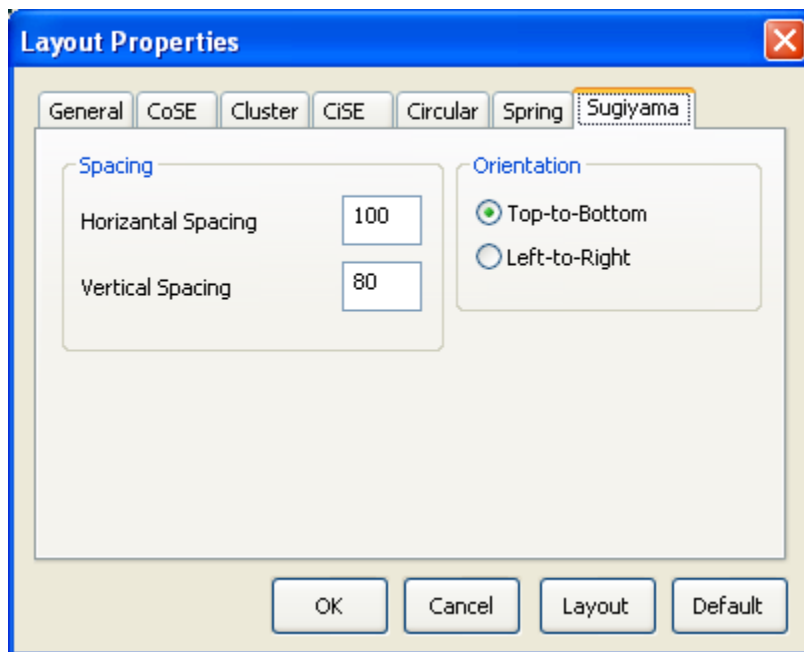 Layout Properties
General CoSE Cluster CiSE Circular Spring Sugiyama
Spacing
Horizantal Spacing 100
Vertical Spacing 80
Orientation
Top-to-Bottom
Left-to-Right
OK Cancel Layout Default